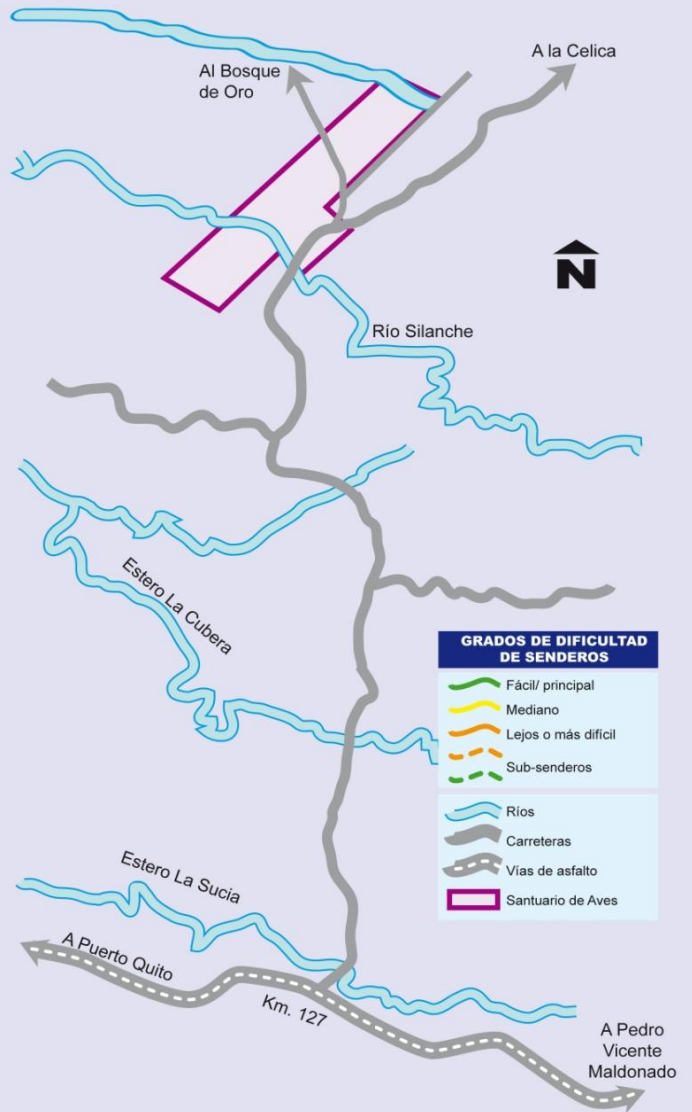 A la Celica
Al Bosque
de Oro
N
Río Silanche
Estero La Cubera
GRADOS DE DIFICULTAD
DE SENDEROS
Fácil/ principal
Mediano
Lejos o más difícil
Sub-senderos
Ríos
Carreteras
Vías de asfalto
Santuario de Aves
Estero La Sucia
A Puerto Quito
Km. 127
A Pedro
Vicente
Maldonado